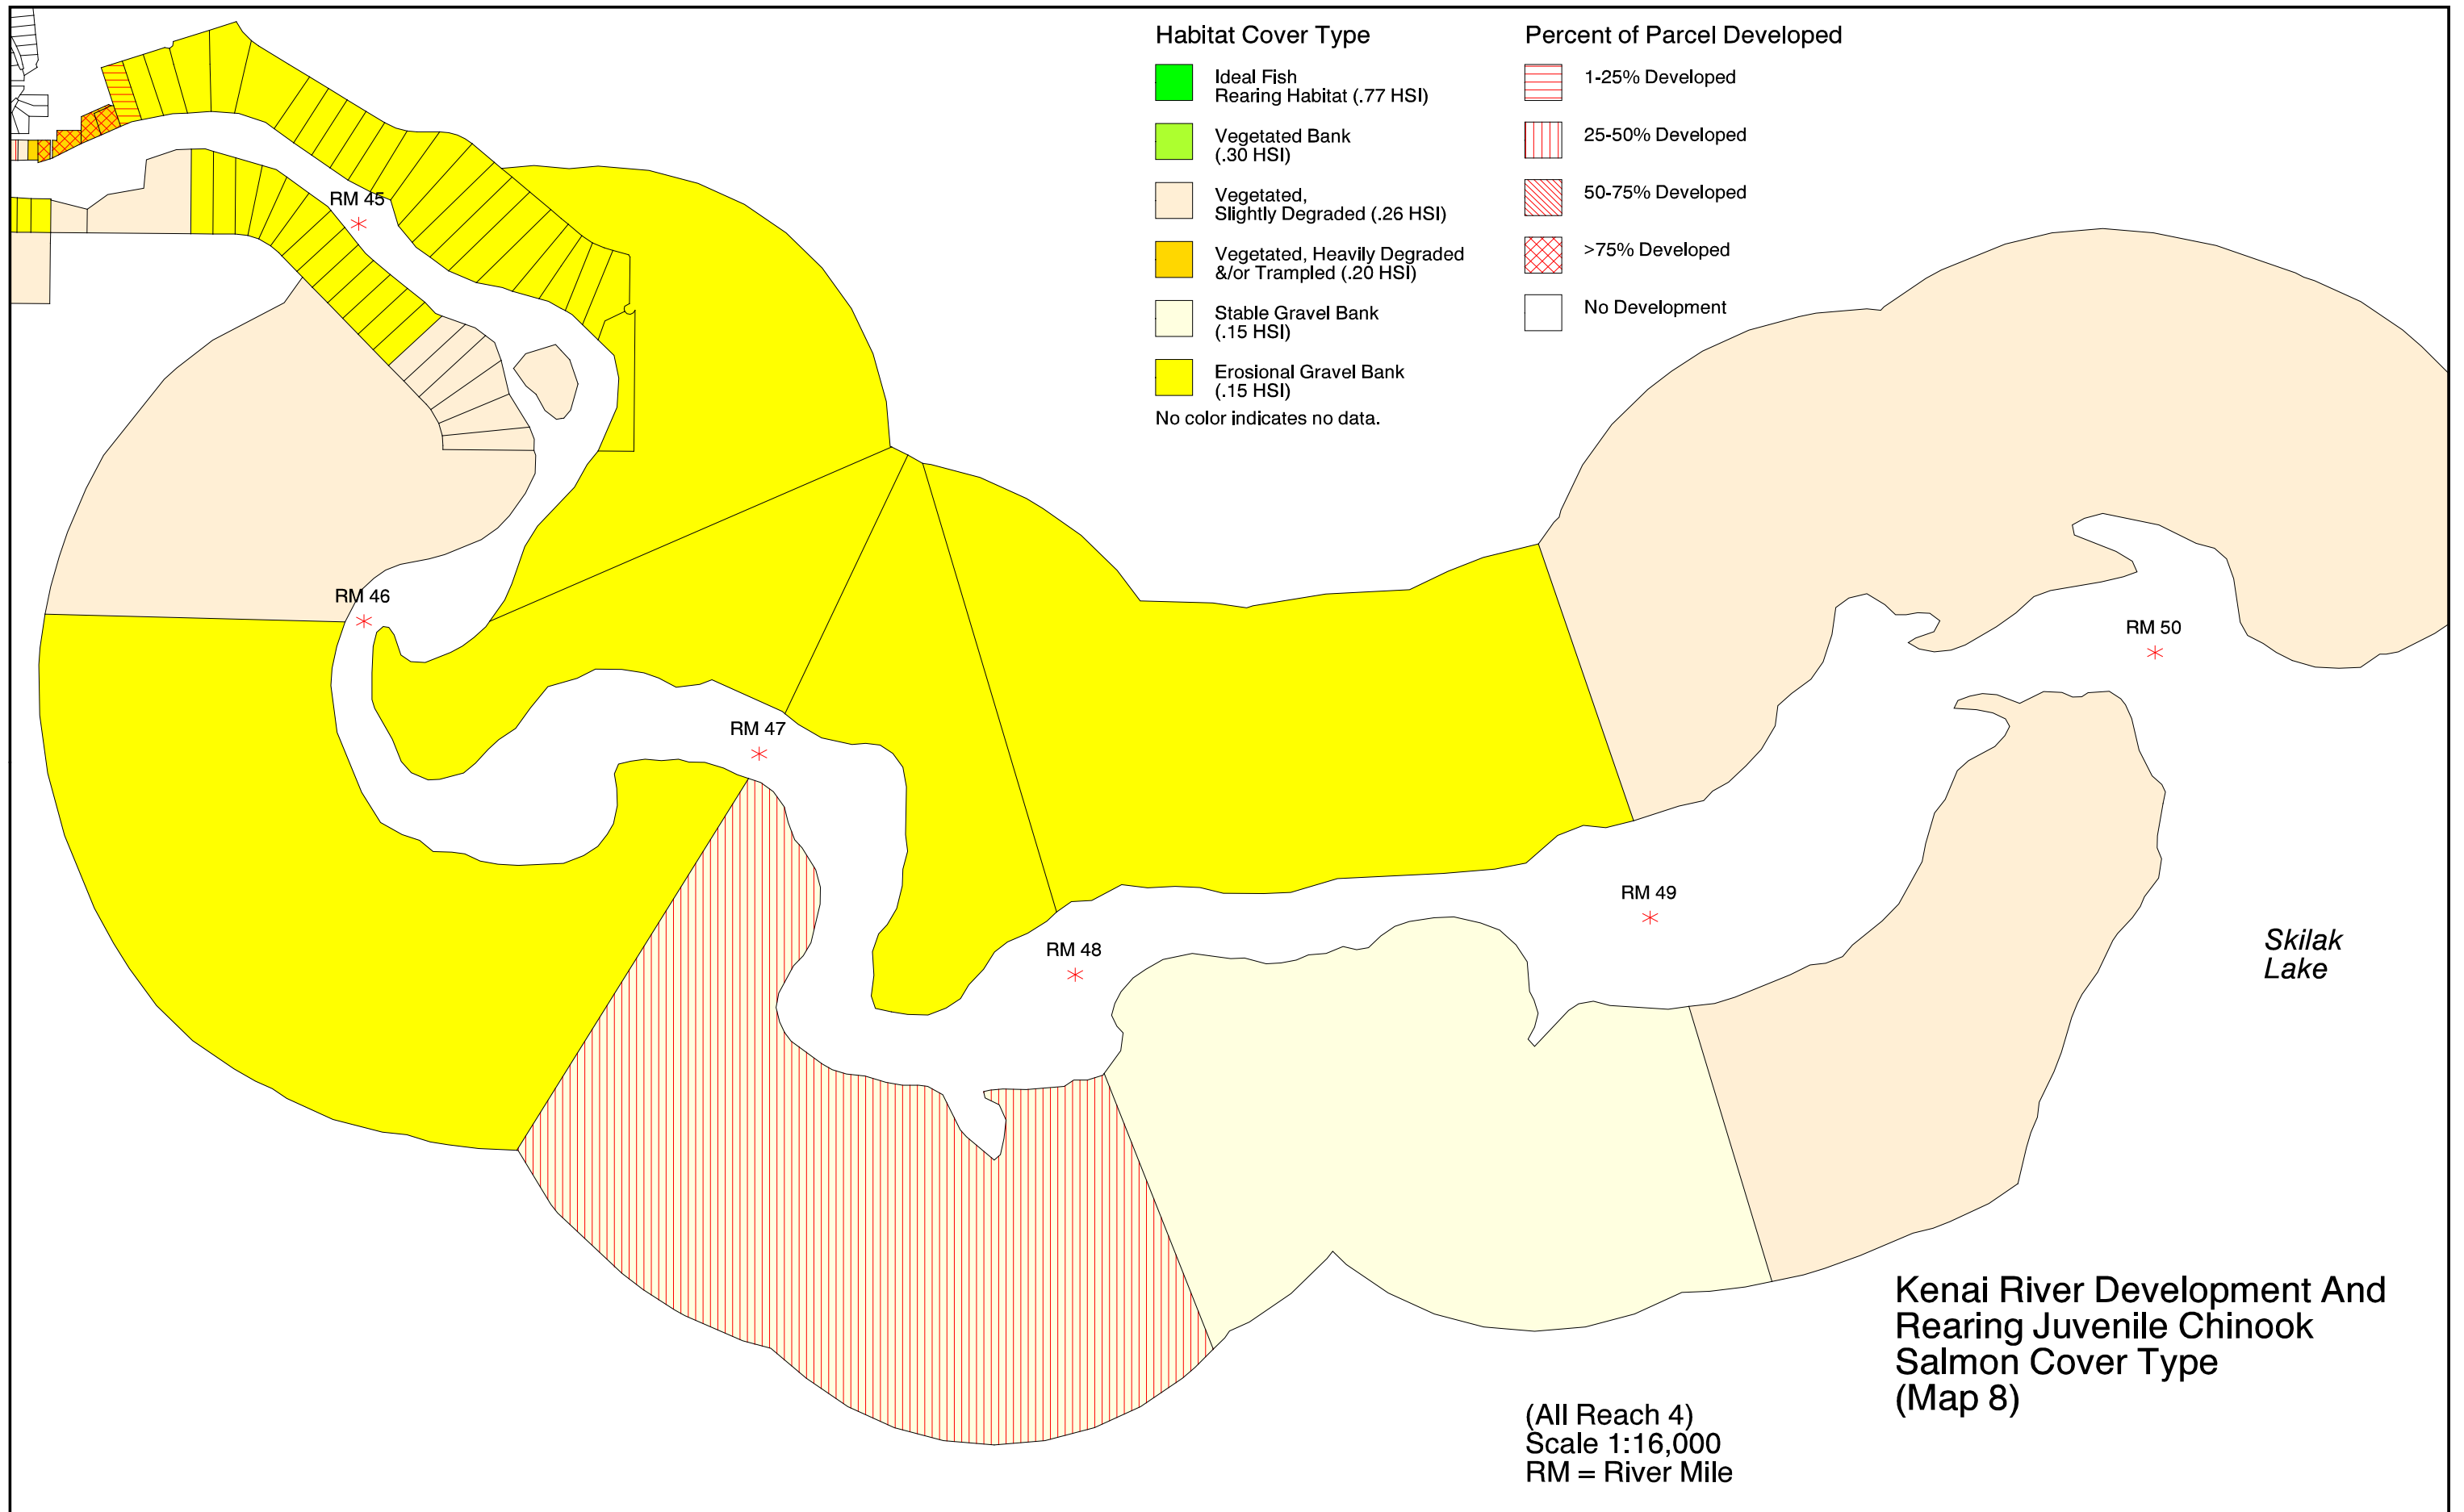 Habitat Cover Type
Ideal Fish
Rearing Habitat (.77 HSI)
Vegetated Bank
(.30 HSI)
Vegetated,
Slightly Degraded (.26 HSI)
Vegetated, Heavily Degraded
&/or Trampled (.20 HSI)
Stable Gravel Bank
(.15 HSI)
Erosional Gravel Bank
(.15 HSI)
No color indicates no data.
Percent of Parcel Developed
1-25% Developed
25-50% Developed
50-75% Developed
>75% Developed
No Development
RM 45
RM 46
RM 47
RM 48
RM 49
RM 50
Skilak
Lake
Kenai River Development And
Rearing Juvenile Chinook
Salmon Cover Type
(Map 8)
(All Reach 4)
Scale 1:16,000
RM = River Mile